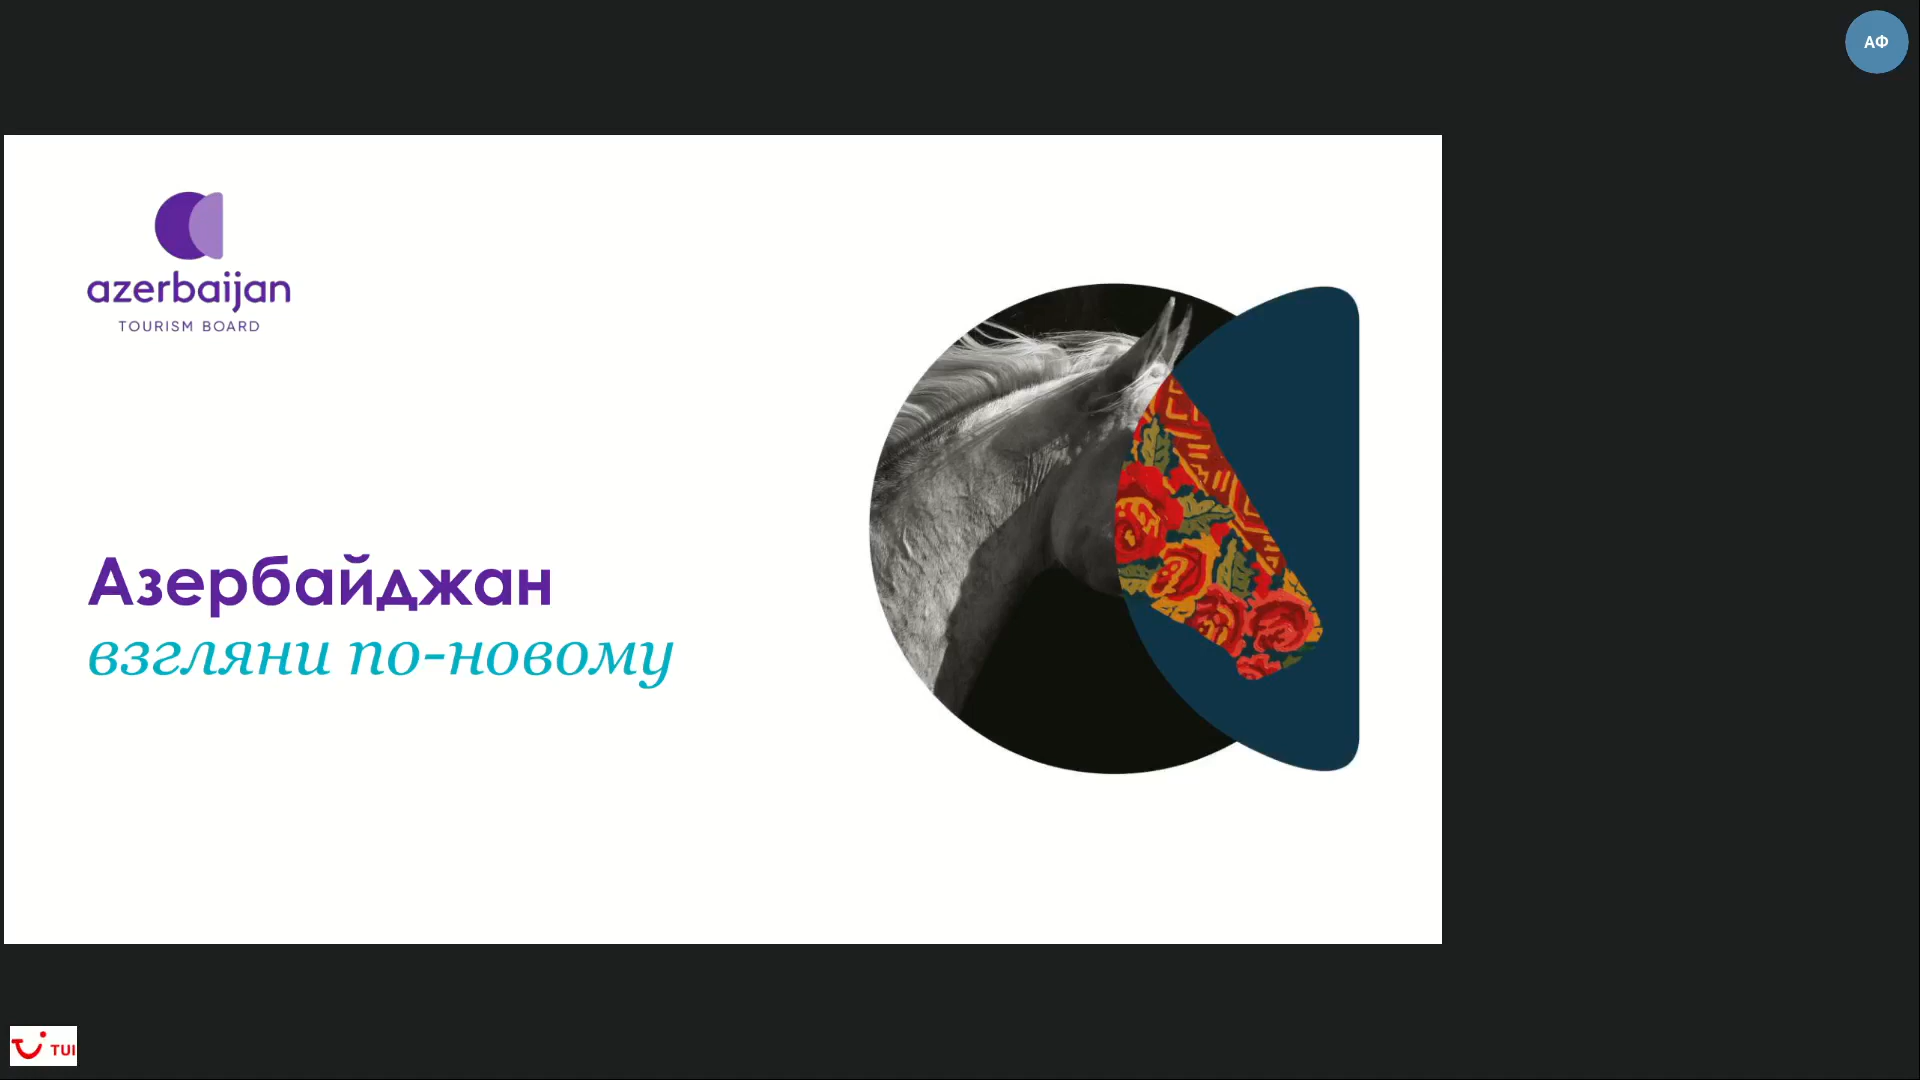 АФ
azerbaijan
TOURISM BOARD
Азербайджан
взгляни по-новому
TUI